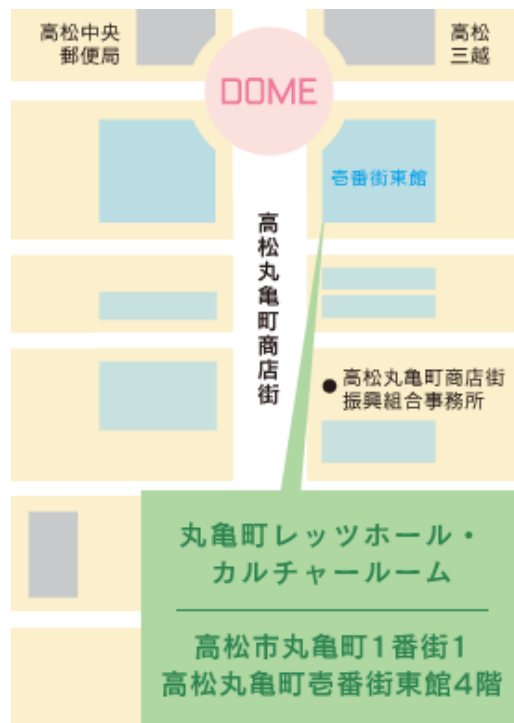 高松中央
郵便局
高松
三越
DOME
壱番街東館
高松丸亀町商店街
高松丸亀町商店街
振興組合事務所
丸亀町レッツホール・
カルチャールーム
高松市丸亀町1番街1
高松丸亀町壱番街東館4階